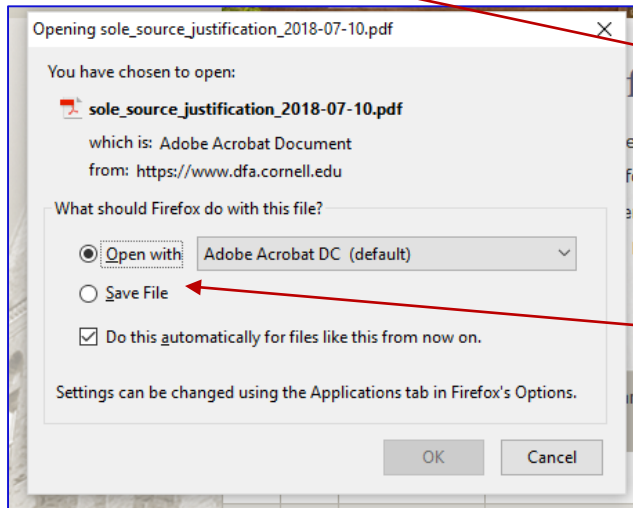 Opening sole_source_justification_2018-07-10.pdf
You have chosen to open:
sole_source_justification_2018-07-10.pdf
which is: Adobe Acrobat Document
from: https://www.dfa.cornell.edu
What should Firefox do with this file?
Open with Adobe Acrobat DC (default)
Save File
Do this automatically for files like this from now on.
Settings can be changed using the Applications tab in Firefox's Options.
OK Cancel